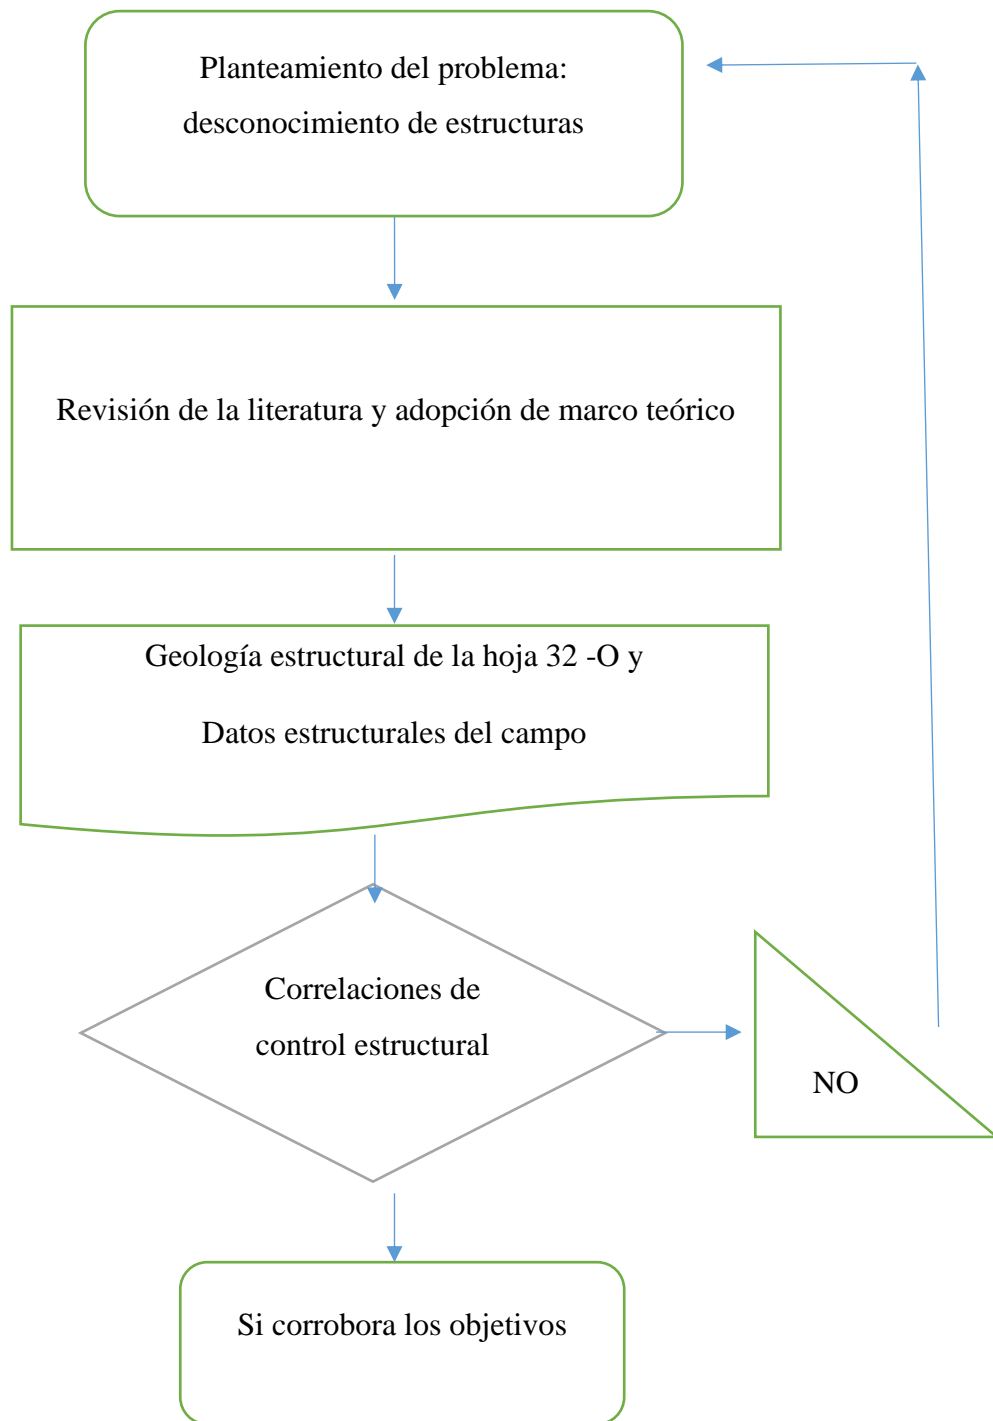 Planteamiento del problema:
desconocimiento de estructuras
Revisión de la literatura y adopción de marco teórico
Geología estructural de la hoja 32 -O y
Datos estructurales del campo
Correlaciones de
control estructural
NO
Si corrobora los objetivos